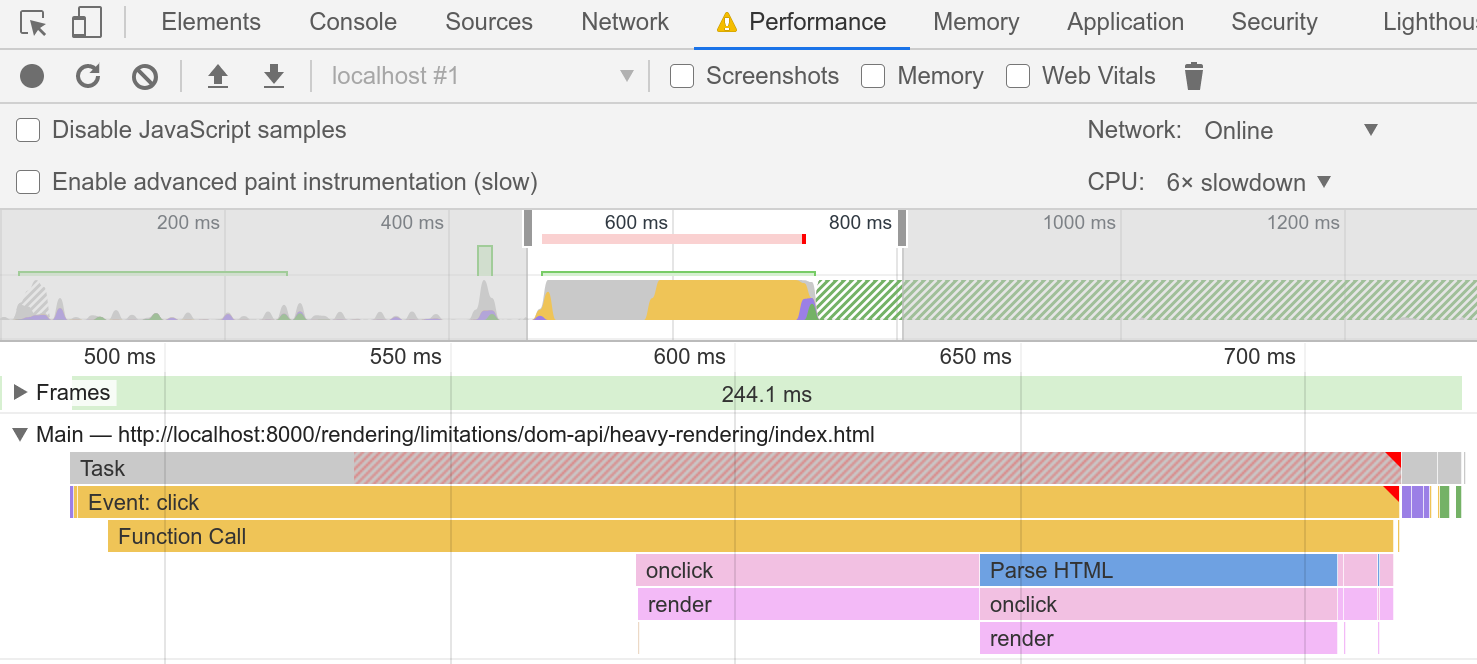 Elements Console Sources Network Performance Memory Application Security Lighthou
localhost #1 Screenshots Memory Web Vitals
Disable JavaScript samples Network: Online
Enable advanced paint instrumentation (slow) CPU: 6× slowdown
200 ms 400 ms 600 ms 800 ms 1000 ms 1200 ms
500 ms 550 ms 600 ms 650 ms 700 ms
Frames 244.1 ms
Main — http://localhost:8000/rendering/limitations/dom-api/heavy-rendering/index.html
Task
Event: click
Function Call
onclick Parse HTML
render onclick
render